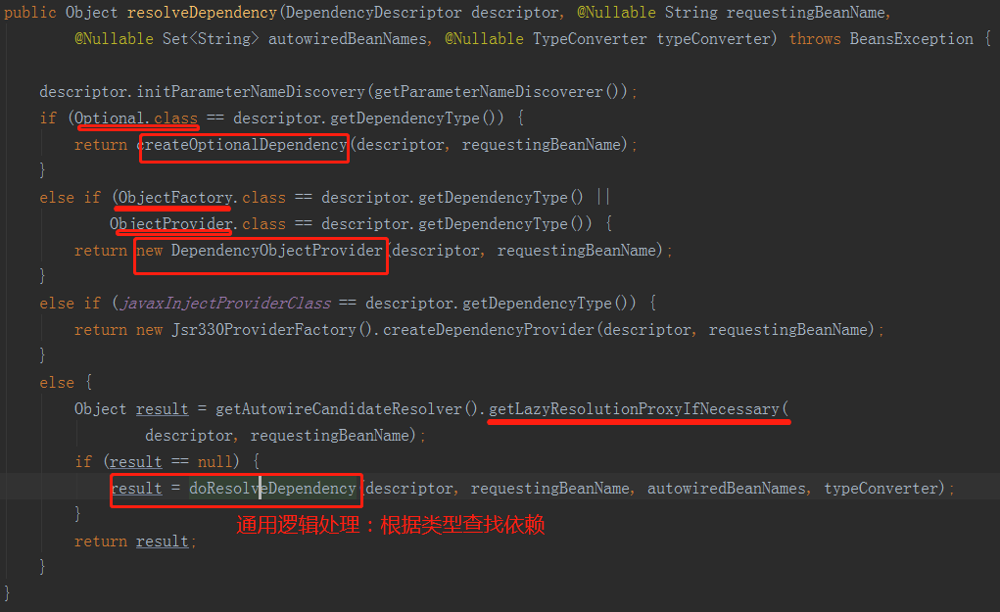 public Object resolveDependency(DependencyDescriptor descriptor, @Nullable String requestingBeanName,
@Nullable Set<String> autowiredBeanNames, @Nullable TypeConverter typeConverter) throws BeansException {
descriptor.initParameterNameDiscovery(getParameterNameDiscoverer());
if (Optional.class == descriptor.getDependencyType()) {
return createOptionalDependency(descriptor, requestingBeanName);
}
else if (ObjectFactory.class == descriptor.getDependencyType() ||
ObjectProvider.class == descriptor.getDependencyType()) {
return new DependencyObjectProvider(descriptor, requestingBeanName);
}
else if (javaxInjectProviderClass == descriptor.getDependencyType()) {
return new Jsr330ProviderFactory().createDependencyProvider(descriptor, requestingBeanName);
}
else {
Object result = getAutowireCandidateResolver().getLazyResolutionProxyIfNecessary(
descriptor, requestingBeanName);
if (result == null) {
result = doResolveDependency(descriptor, requestingBeanName, autowiredBeanNames, typeConverter);
}
通用逻辑处理：根据类型查找依赖
return result;
}
}